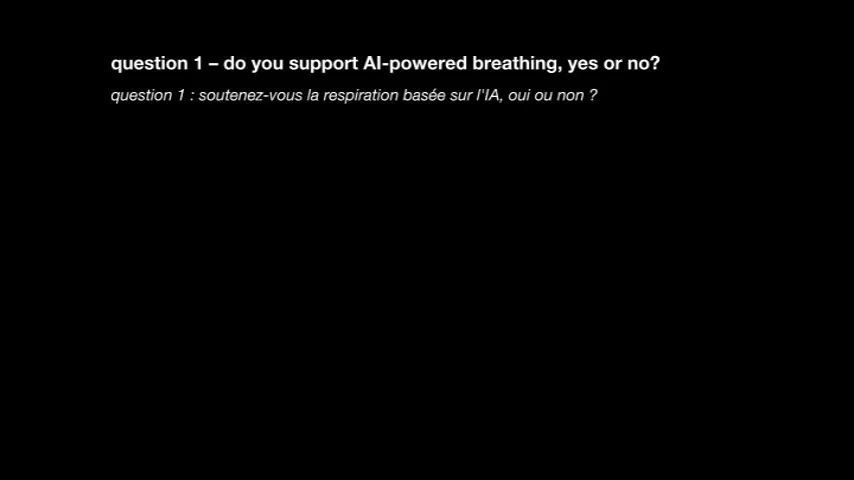 question 1 – do you support AI-powered breathing, yes or no?
question 1 : soutenez-vous la respiration basée sur l'IA, oui ou non ?